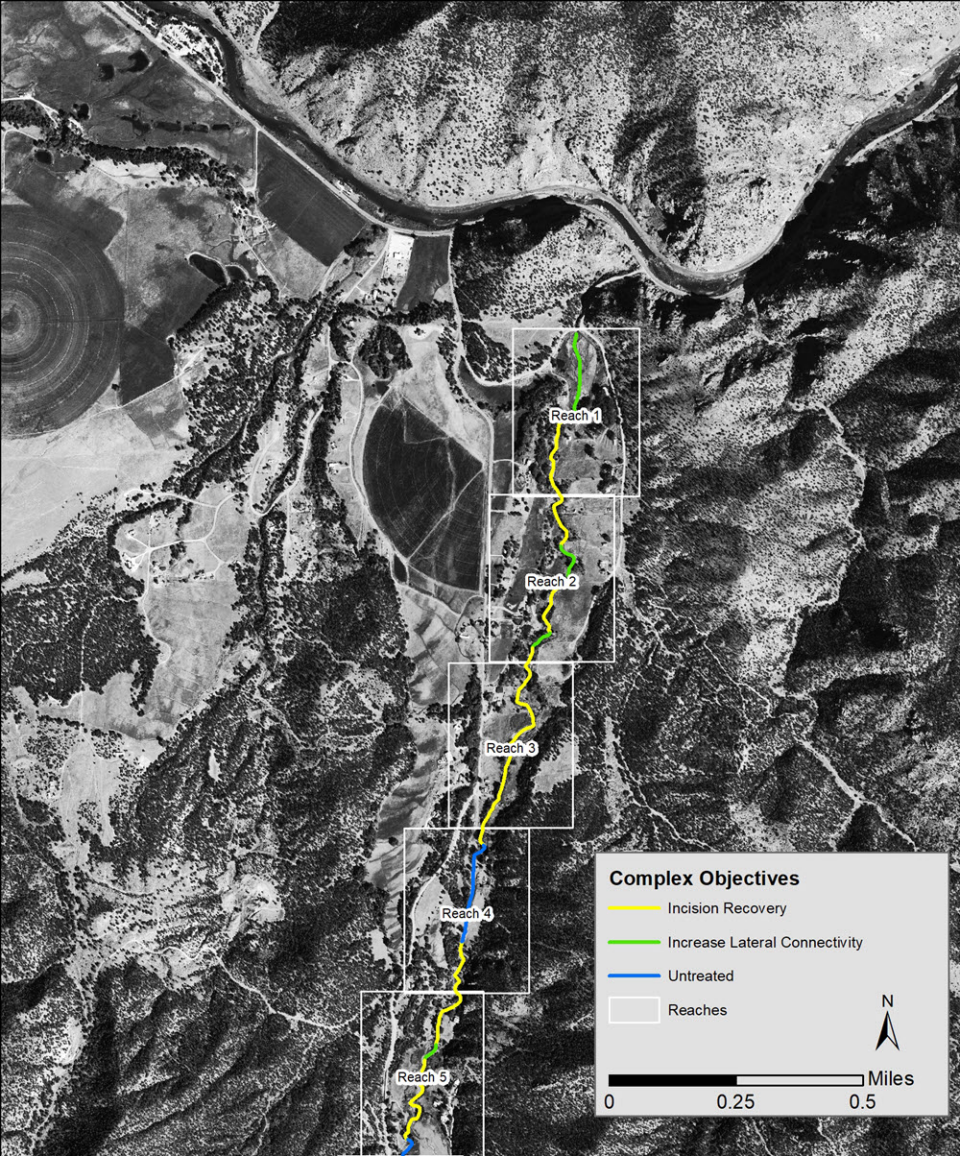 Reach 1
Reach 2
Reach 3
Reach 4
Reach 5
Complex Objectives
Incision Recovery
Increase Lateral Connectivity
Untreated
Reaches
N
Miles
0 0.25 0.5